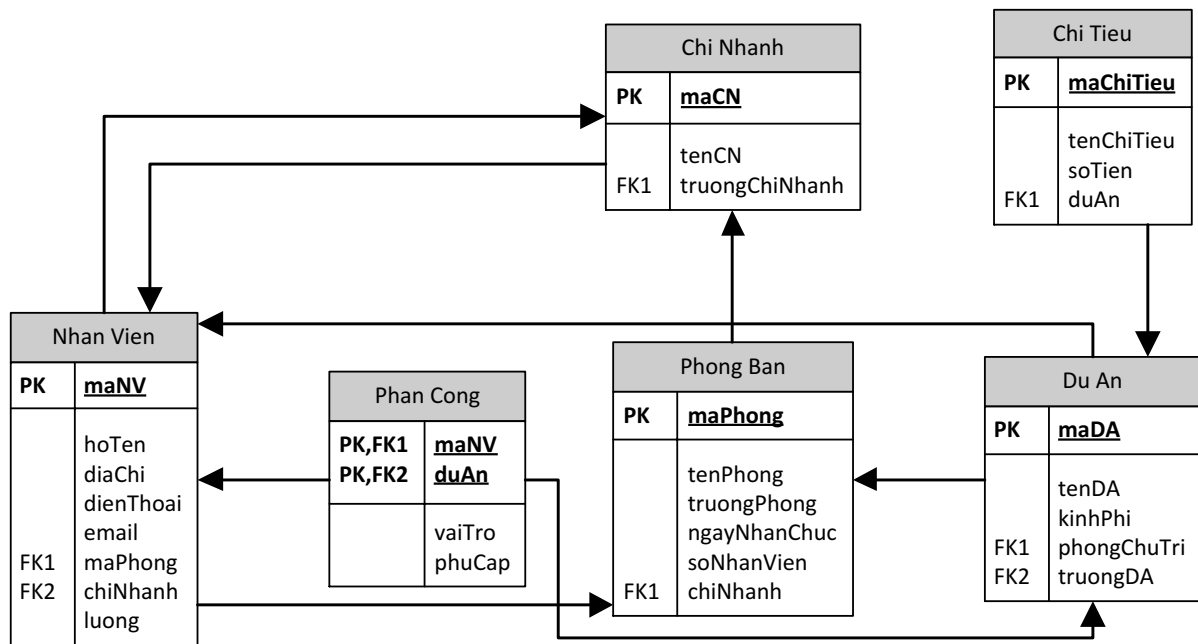 Chi Nhanh
PK maCN
tenCN
FK1 truongChiNhanh
Chi Tieu
PK maChiTieu
tenChiTieu
soTien
FK1 duAn
Nhan Vien
PK maNV
hoTen
diaChi
dienThoai
email
FK1 maPhong
FK2 chiNhanh
luong
Phan Cong
PK,FK1 maNV
PK,FK2 duAn
vaiTro
phuCap
Phong Ban
PK maPhong
tenPhong
truongPhong
ngayNhanChuc
soNhanVien
FK1 chiNhanh
Du An
PK maDA
tenDA
kinhPhi
FK1 phongChuTri
FK2 truongDA